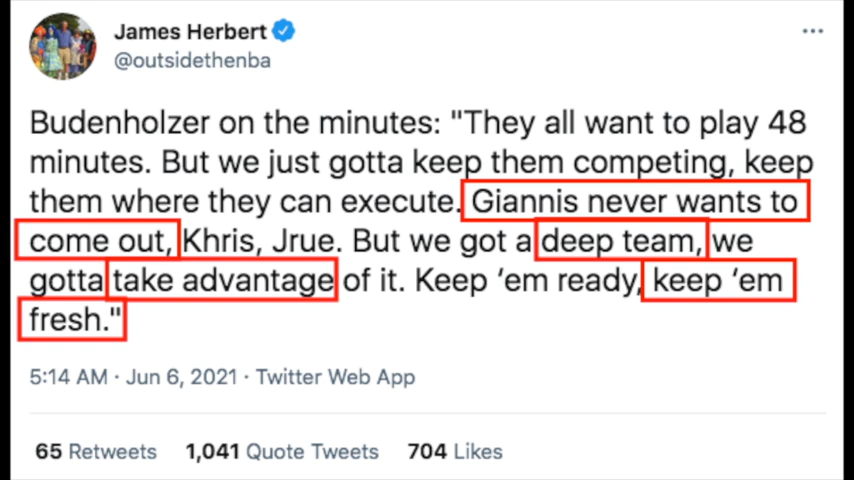 James Herbert
@outsidethenba
Budenholzer on the minutes: "They all want to play 48
minutes. But we just gotta keep them competing, keep
them where they can execute. Giannis never wants to
come out, Khris, Jrue. But we got a deep team, we
gotta take advantage of it. Keep ‘em ready, keep ‘em
fresh."
5:14 AM · Jun 6, 2021 · Twitter Web App
65 Retweets 1,041 Quote Tweets 704 Likes